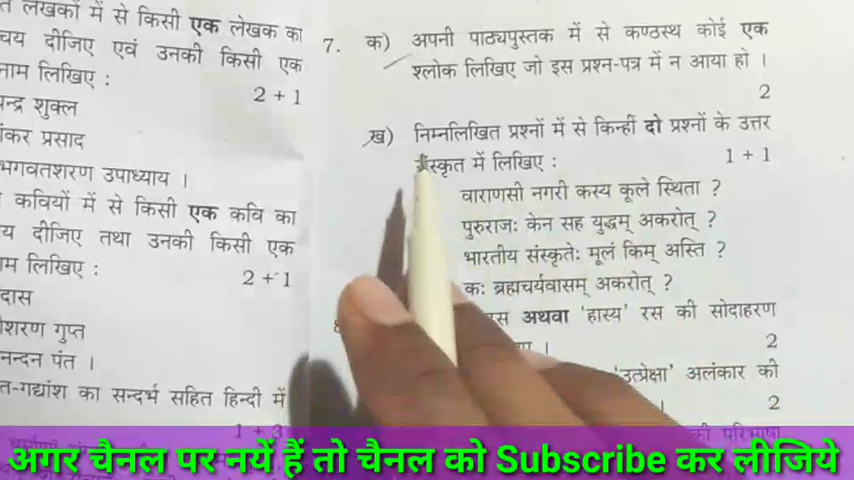 लेखकों में से किसी एक लेखक का
चय दीजिए एवं उनकी किसी एक
नाम लिखिए :
2 + 1
न्द्र शुक्ल
ांकर प्रसाद
भगवतशरण उपाध्याय ।
कवियों में से किसी एक कवि का
य दीजिए तथा उनकी किसी एक
ाम लिखिए :
2 + 1
दास
ीशरण गुप्त
नन्दन पंत ।
त-गद्यांश का सन्दर्भ सहित हिन्दी में
1 + 3
7. क) अपनी पाठ्यपुस्तक में से कण्ठस्थ कोई एक
श्लोक लिखिए जो इस प्रश्न-पत्र में न आया हो ।
2
ख) निम्नलिखित प्रश्नों में से किन्हीं दो प्रश्नों के उत्तर
संस्कृत में लिखिए : 1 + 1
वाराणसी नगरी कस्य कूले स्थिता ?
पुरुराजः केन सह युद्धम् अकरोत् ?
भारतीय संस्कृतेः मूलं किम् अस्ति ?
कः ब्रह्मचर्यवासम् अकरोत् ?
अथवा 'हास्य' रस की सोदाहरण
2
'उत्प्रेक्षा' अलंकार की
2
की परिभाषा
अगर चैनल पर नयें हैं तो चैनल को Subscribe कर लीजिये